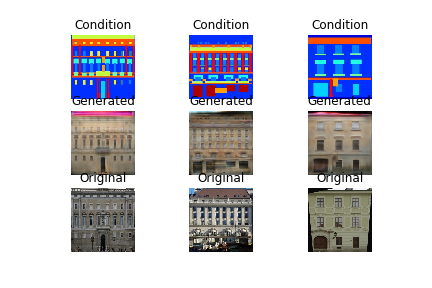 Condition Condition Condition
Generated Generated Generated
Original Original Original